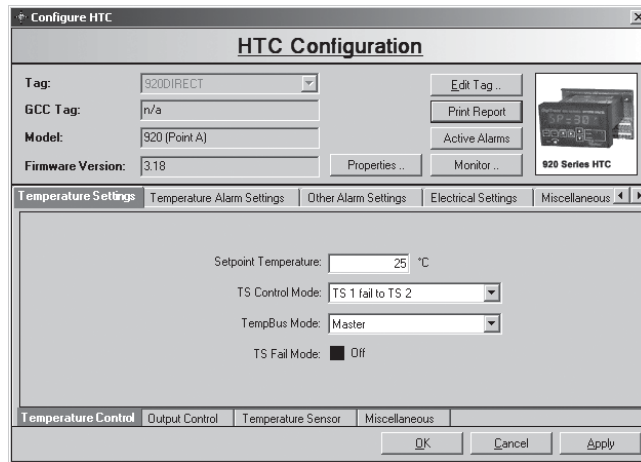 Configure HTC
HTC Configuration
Tag: 920DIRECT
Edit Tag ..
GCC Tag: n/a
Print Report
Model: 920 (Point A)
Active Alarms
Firmware Version: 3.18
Properties ..
Monitor ..
SP=30
920 Series HTC
Temperature Settings
Temperature Alarm Settings
Other Alarm Settings
Electrical Settings
Miscellaneous
Setpoint Temperature: 25 °C
TS Control Mode: TS 1 fail to TS 2
TempBus Mode: Master
TS Fail Mode: Off
Temperature Control
Output Control
Temperature Sensor
Miscellaneous
OK
Cancel
Apply